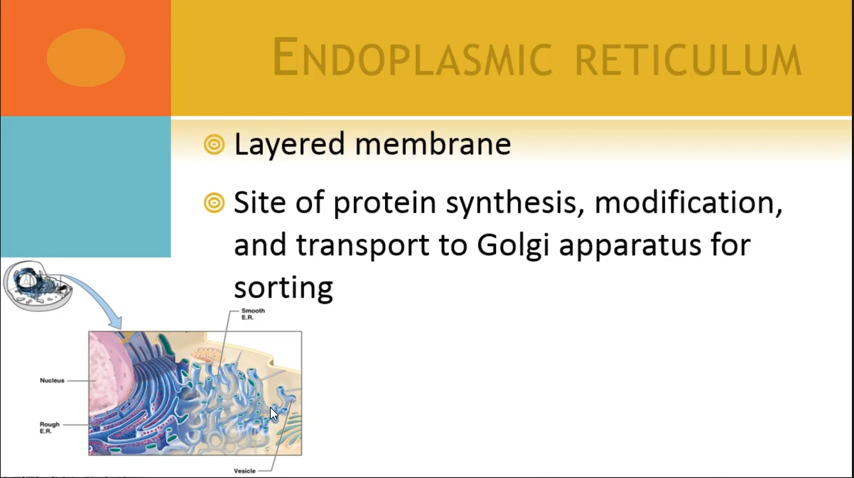 ENDOPLASMIC RETICULUM
Layered membrane
Site of protein synthesis, modification,
and transport to Golgi apparatus for
sorting
Smooth
E.R.
Nucleus
Rough
E.R.
Vesicle